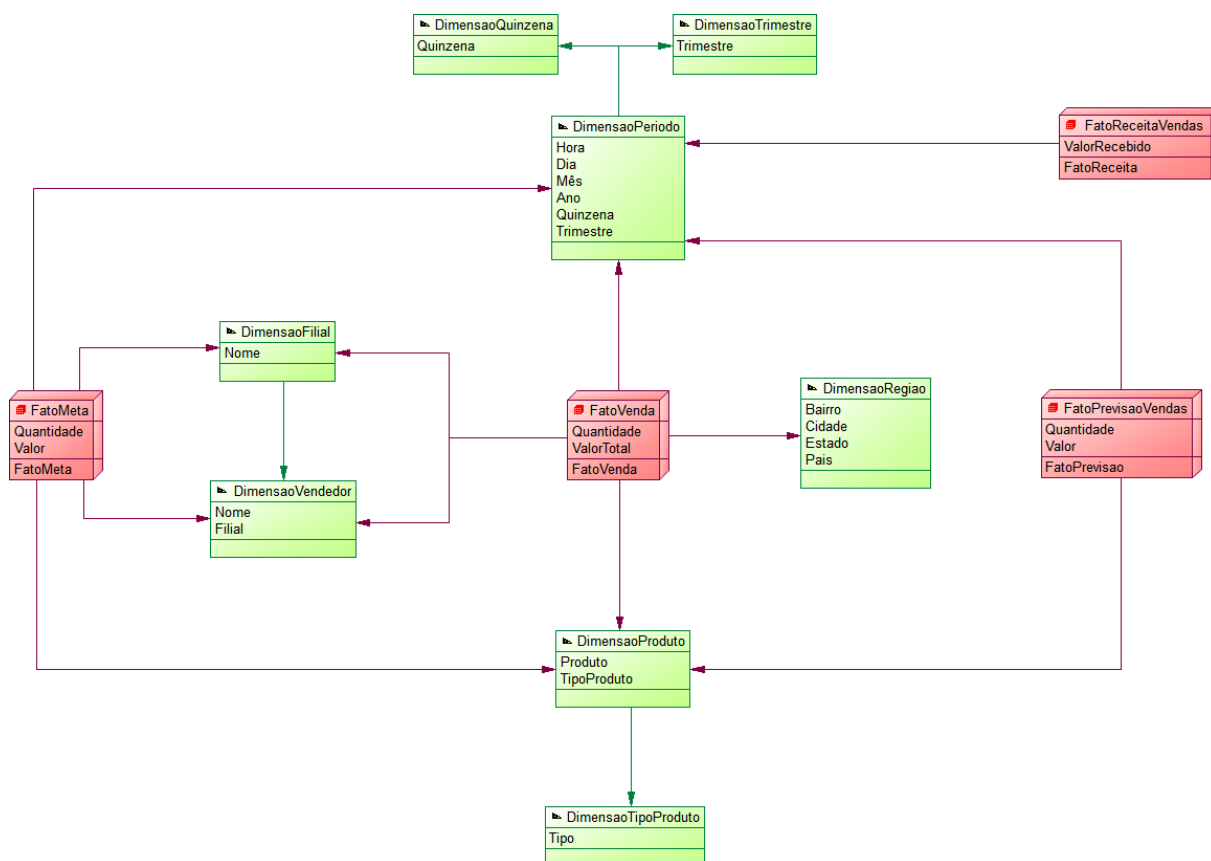 DimensaoQuinzena
Quinzena
DimensaoTrimestre
Trimestre
DimensaoPeriodo
Hora
Dia
Mês
Ano
Quinzena
Trimestre
FatoReceitaVendas
ValorRecebido
FatoReceita
DimensaoFilial
Nome
FatoMeta
Quantidade
Valor
FatoMeta
FatoVenda
Quantidade
ValorTotal
FatoVenda
DimensaoRegiao
Bairro
Cidade
Estado
Pais
FatoPrevisaoVendas
Quantidade
Valor
FatoPrevisao
DimensaoVendedor
Nome
Filial
DimensaoProduto
Produto
TipoProduto
DimensaoTipoProduto
Tipo